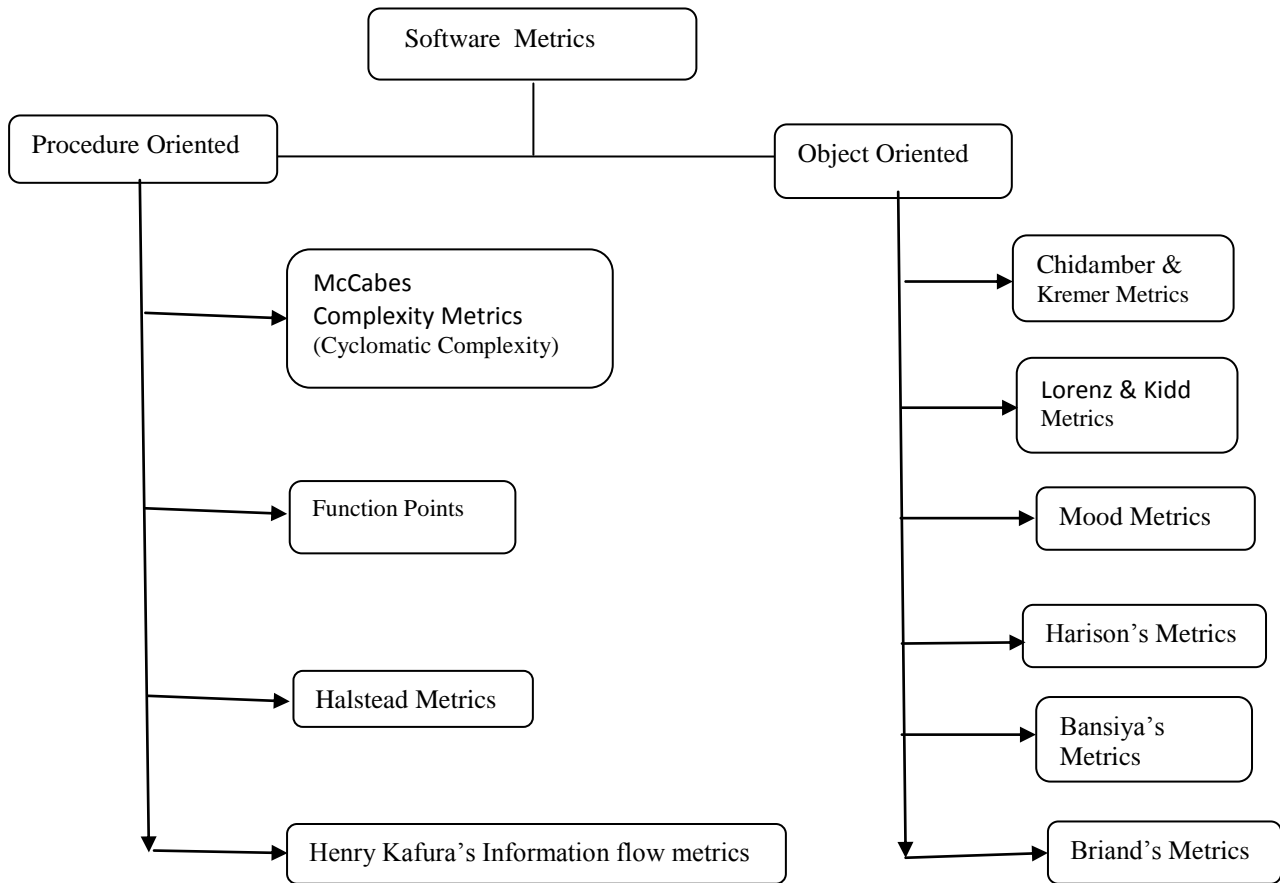 Software Metrics
Procedure Oriented
Object Oriented
McCabes
Complexity Metrics
(Cyclomatic Complexity)
Function Points
Halstead Metrics
Henry Kafura’s Information flow metrics
Chidamber &
Kremer Metrics
Lorenz & Kidd
Metrics
Mood Metrics
Harison’s Metrics
Bansiya’s
Metrics
Briand’s Metrics